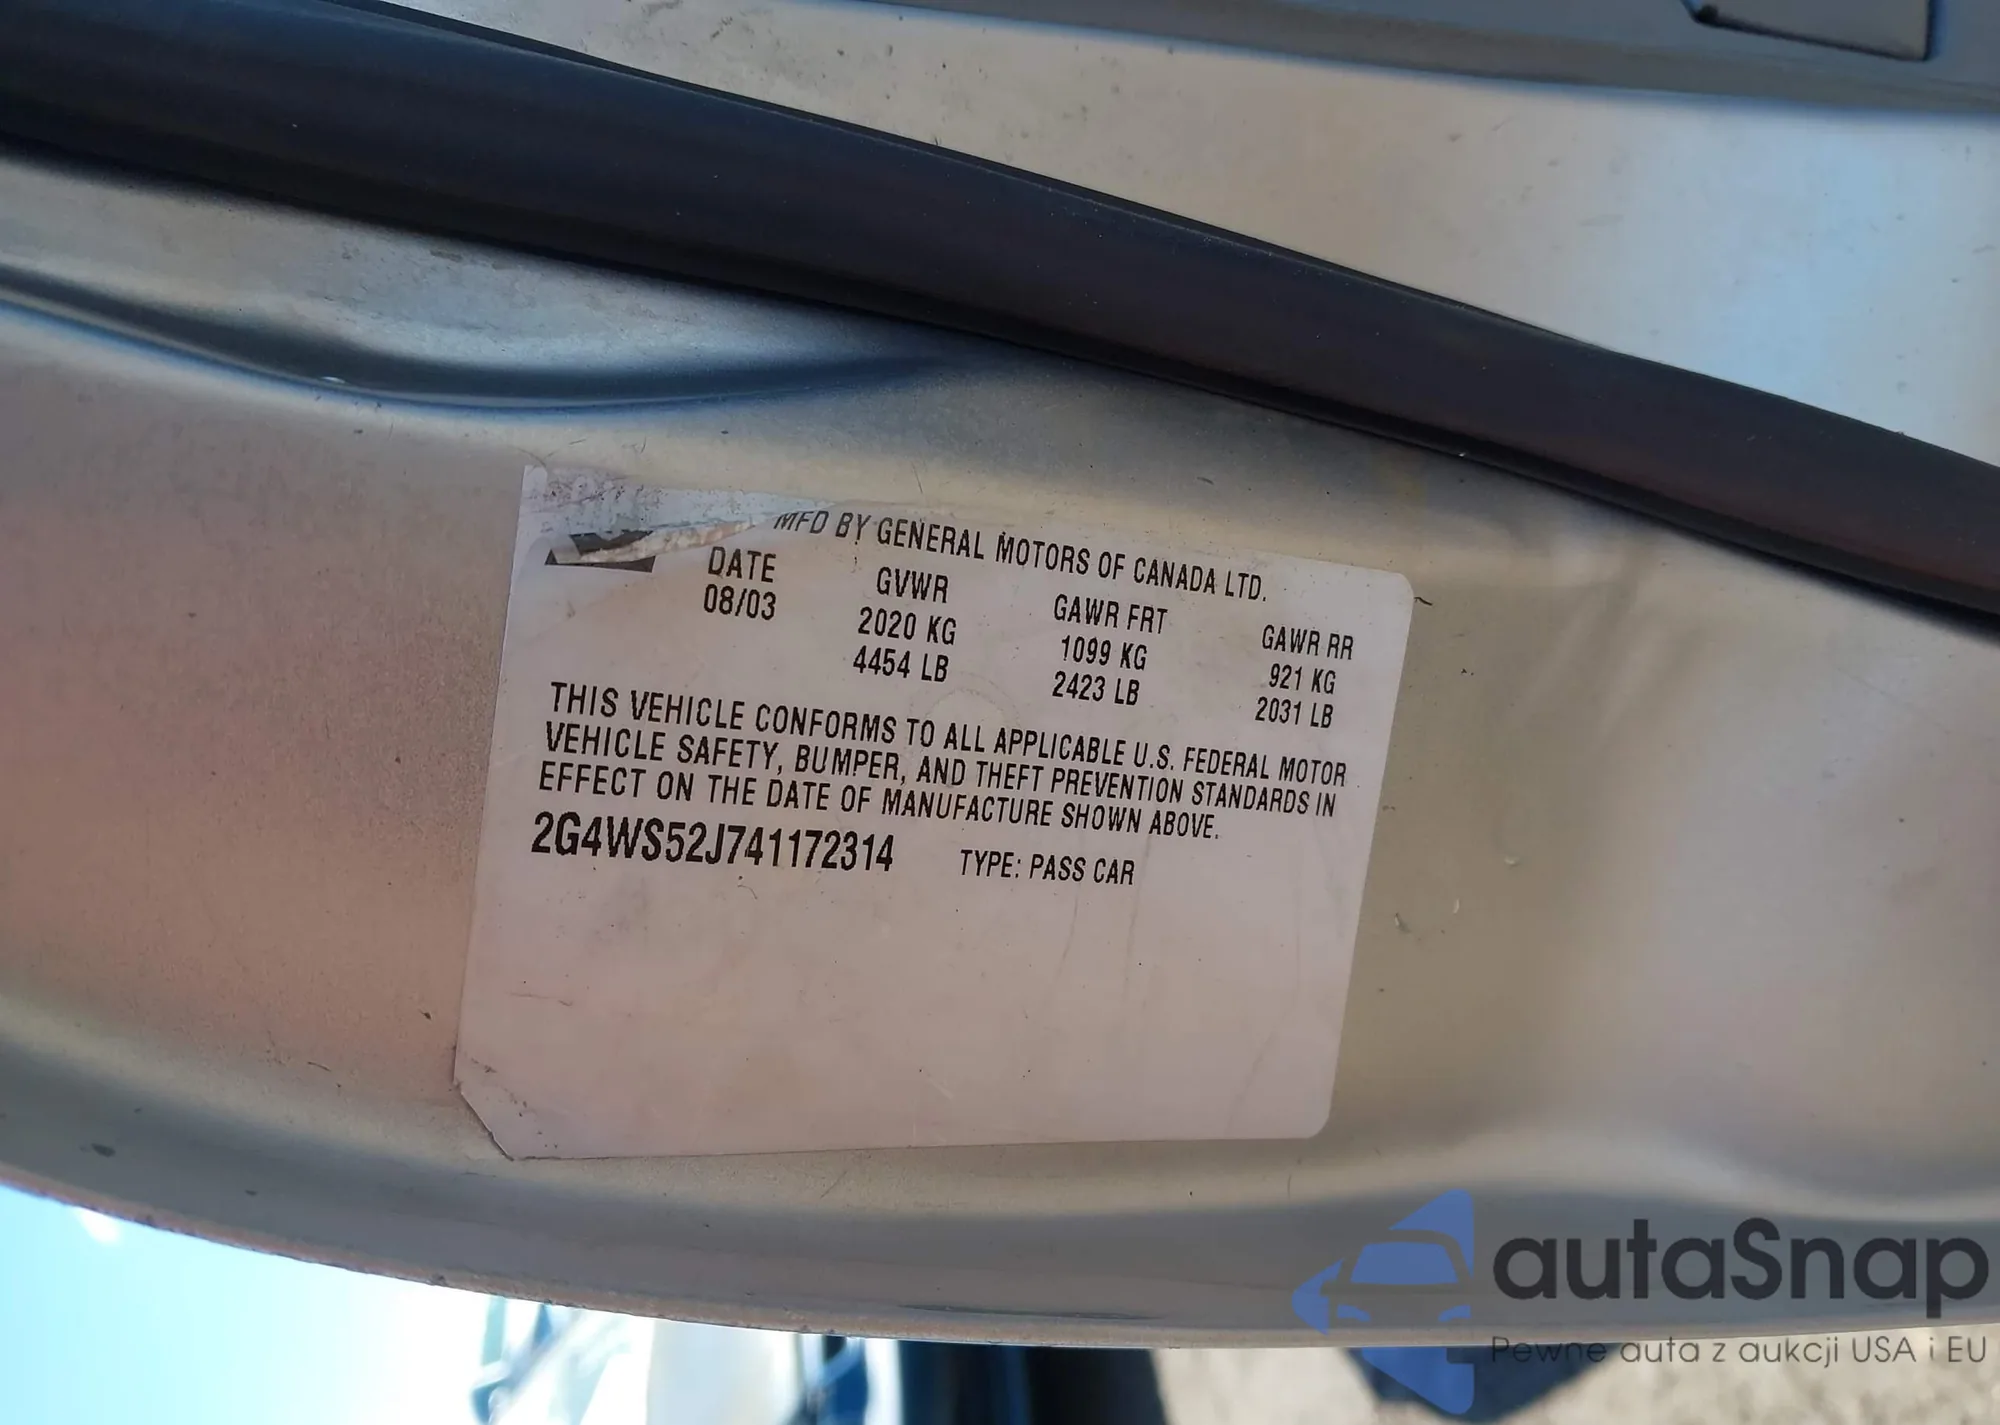 MFD BY GENERAL MOTORS OF CANADA LTD.
DATE GVWR GAWR FRT GAWR RR
08/03 2020 KG 1099 KG 921 KG
4454 LB 2423 LB 2031 LB
THIS VEHICLE CONFORMS TO ALL APPLICABLE U.S. FEDERAL MOTOR
VEHICLE SAFETY, BUMPER, AND THEFT PREVENTION STANDARDS IN
EFFECT ON THE DATE OF MANUFACTURE SHOWN ABOVE.
2G4WS52J741172314 TYPE: PASS CAR
autaSnap
Pewne auta z aukcji USA i EU